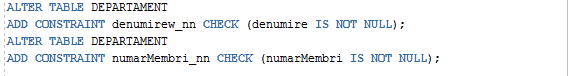 ALTER TABLE DEPARTAMENT
ADD CONSTRAINT denumirew_nn CHECK (denumire IS NOT NULL);
ALTER TABLE DEPARTAMENT
ADD CONSTRAINT numarMembri_nn CHECK (numarMembri IS NOT NULL);